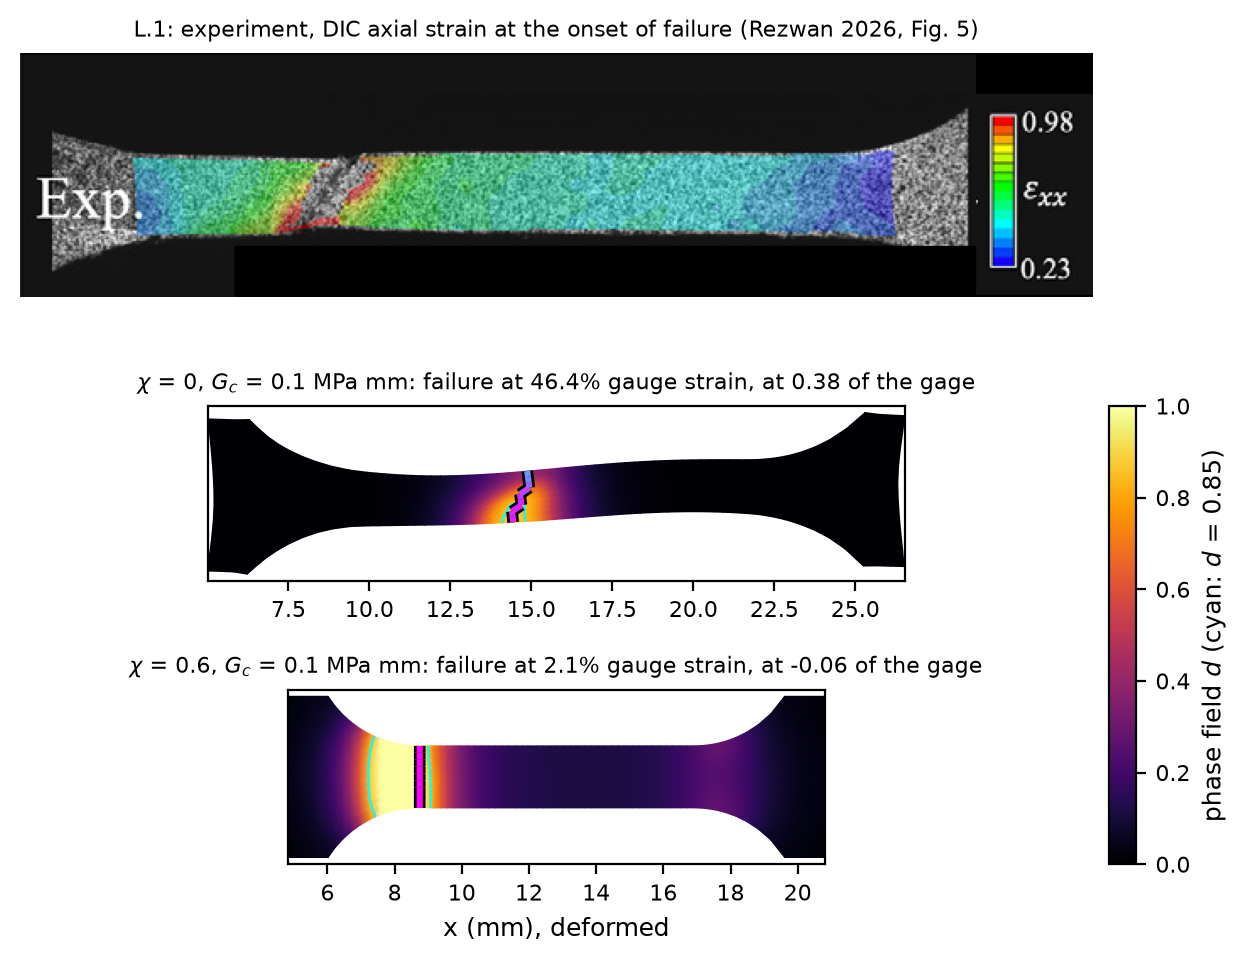 L.1: experiment, DIC axial strain at the onset of failure (Rezwan 2026, Fig. 5)
Exp.
0.98
εxx
0.23
χ = 0, Gc = 0.1 MPa mm: failure at 46.4% gauge strain, at 0.38 of the gage
7.5 10.0 12.5 15.0 17.5 20.0 22.5 25.0
χ = 0.6, Gc = 0.1 MPa mm: failure at 2.1% gauge strain, at -0.06 of the gage
6 8 10 12 14 16 18 20
x (mm), deformed
1.0
0.8
0.6
0.4
0.2
0.0
phase field d (cyan: d = 0.85)